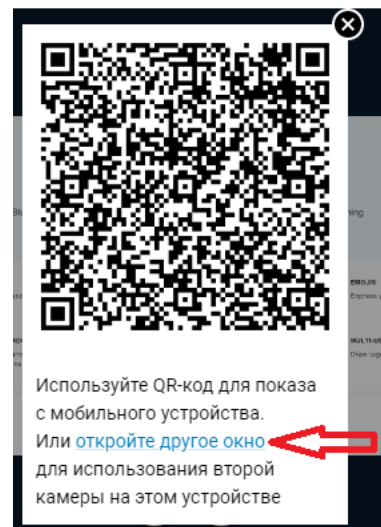 EMOJIS
Используйте QR-код для показа
с мобильного устройства.
Или откройте другое окно
для использования второй
камеры на этом устройстве